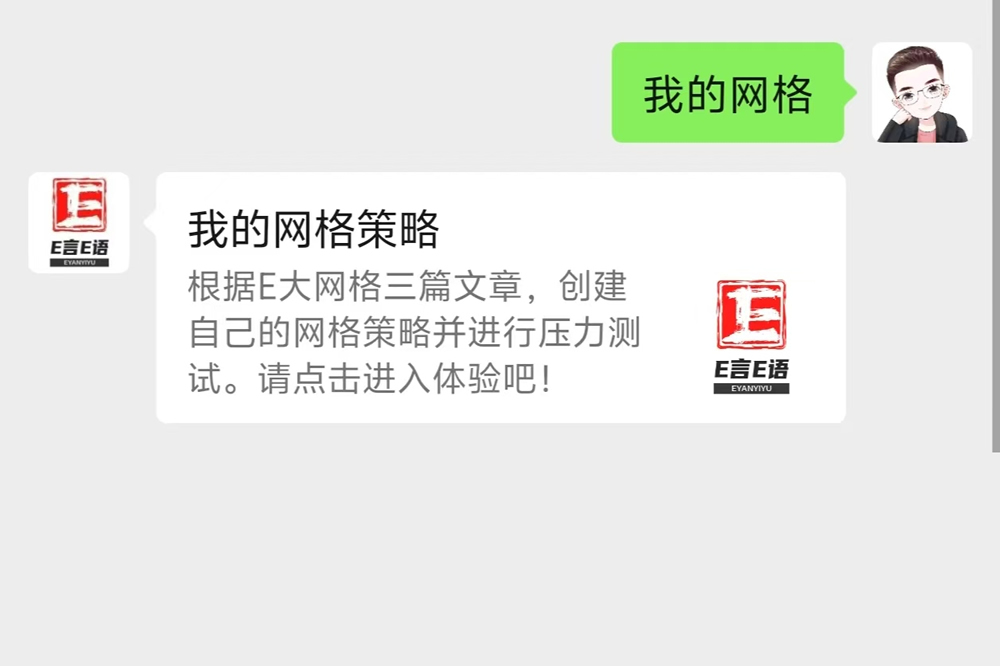 我的网格
E
E言E语
EYANYIYU
我的网格策略
根据E大网格三篇文章，创建
自己的网格策略并进行压力测
试。请点击进入体验吧！
E
E言E语
EYANYIYU